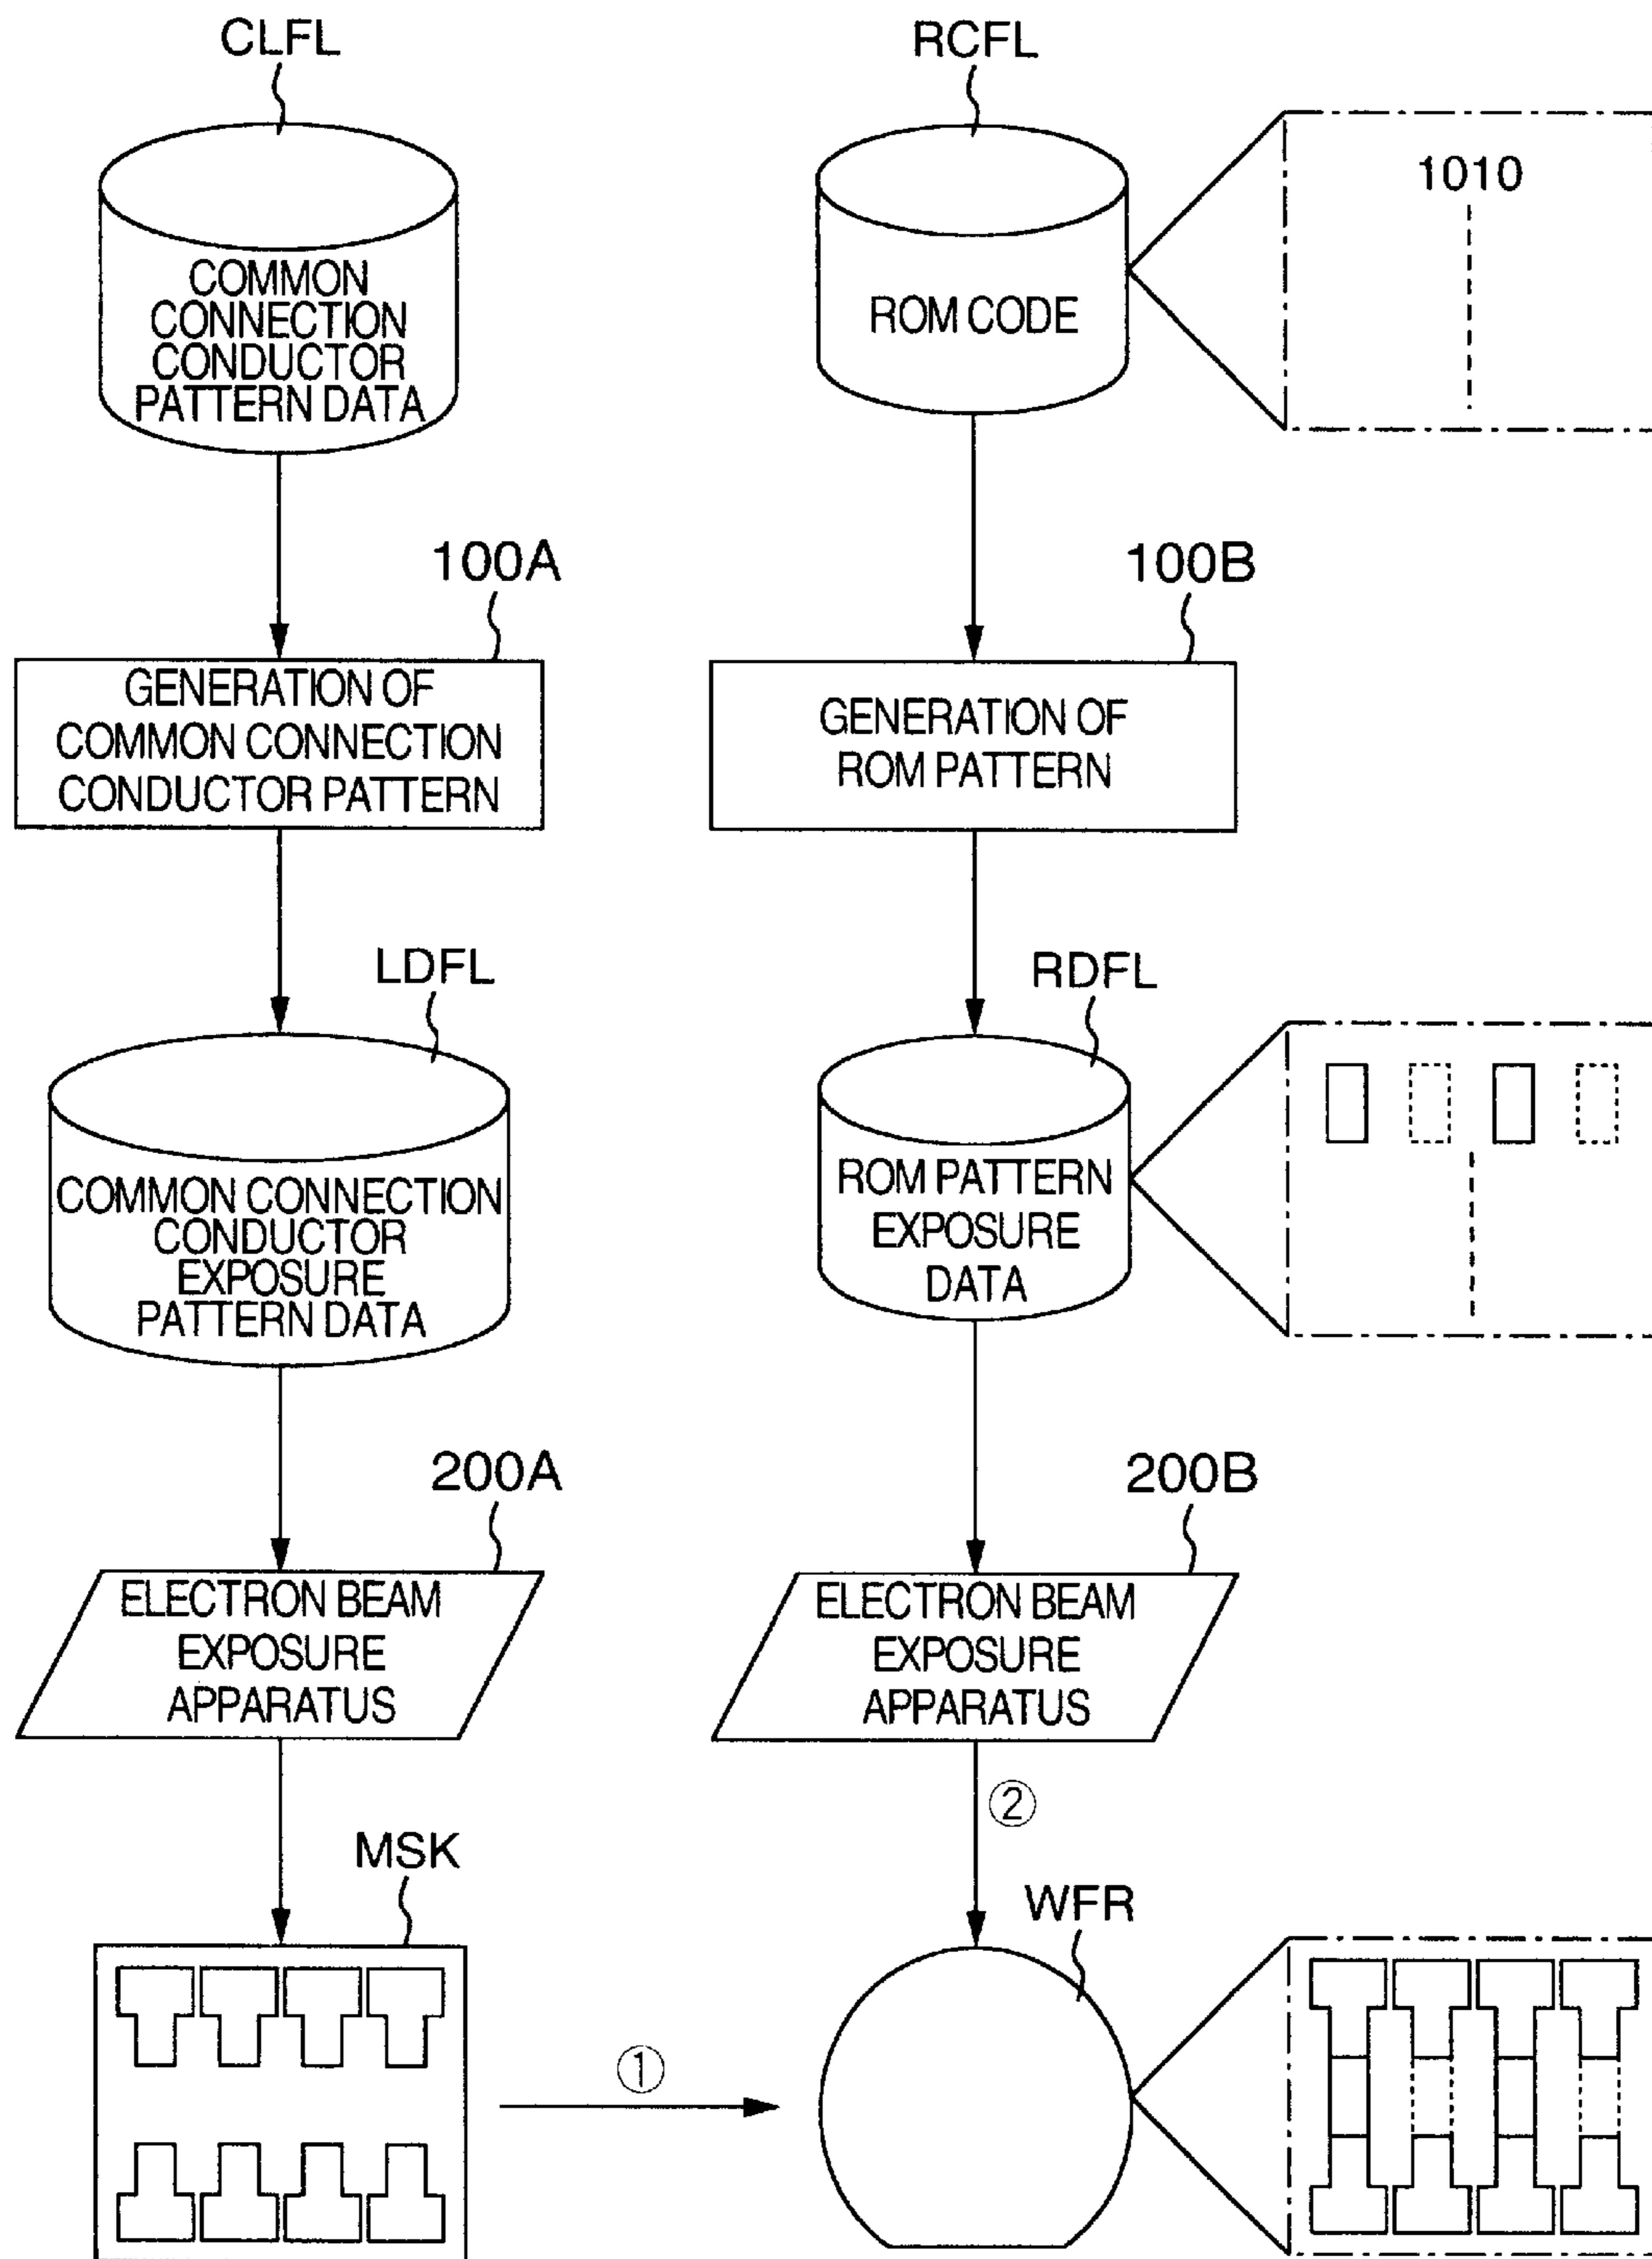 CLFL
COMMON
CONNECTION
CONDUCTOR
PATTERN DATA
100A
GENERATION OF
COMMON CONNECTION
CONDUCTOR PATTERN
LDFL
COMMON CONNECTION
CONDUCTOR
EXPOSURE
PATTERN DATA
200A
ELECTRON BEAM
EXPOSURE
APPARATUS
MSK
①
RCFL
ROM CODE
1010
100B
GENERATION OF
ROM PATTERN
RDFL
ROM PATTERN
EXPOSURE
DATA
200B
ELECTRON BEAM
EXPOSURE
APPARATUS
②
WFR